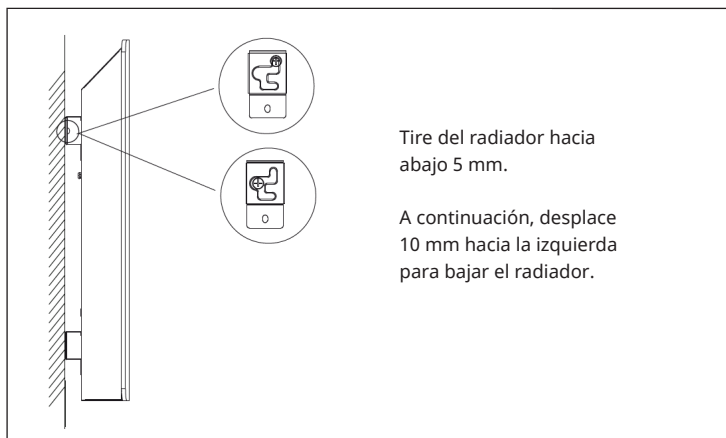 Tire del radiador hacia
abajo 5 mm.
A continuación, desplace
10 mm hacia la izquierda
para bajar el radiador.